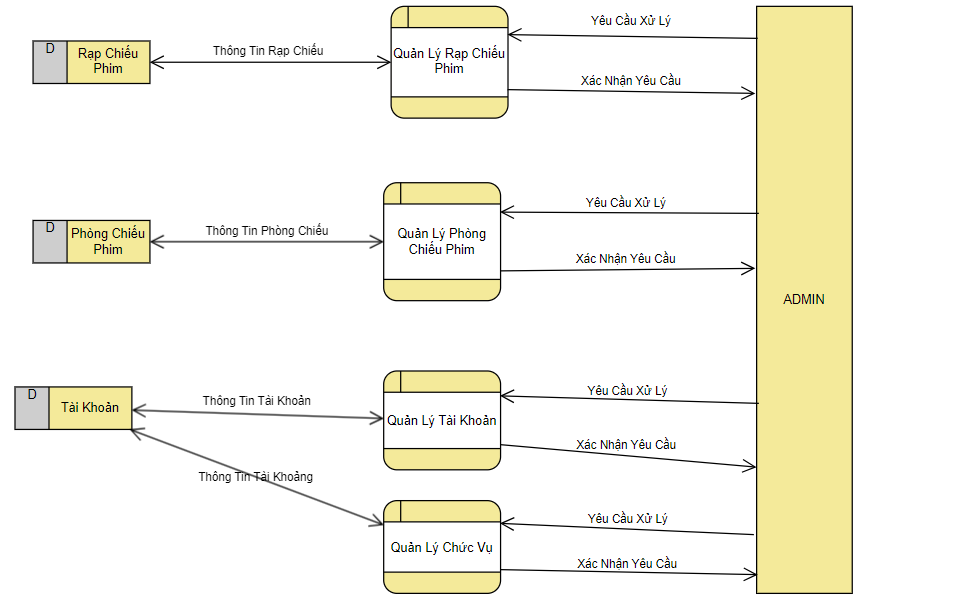 Yêu Cầu Xử Lý
D
Rạp Chiếu
Phim
Thông Tin Rạp Chiếu
Quản Lý Rạp Chiếu
Phim
Xác Nhận Yêu Cầu
Yêu Cầu Xử Lý
D
Phòng Chiếu
Phim
Thông Tin Phòng Chiếu
Quản Lý Phòng
Chiếu Phim
Xác Nhận Yêu Cầu
ADMIN
Yêu Cầu Xử Lý
D
Tài Khoản
Thông Tin Tài Khoản
Quản Lý Tài Khoản
Xác Nhận Yêu Cầu
Thông Tin Tài Khoảng
Yêu Cầu Xử Lý
Quản Lý Chức Vụ
Xác Nhận Yêu Cầu